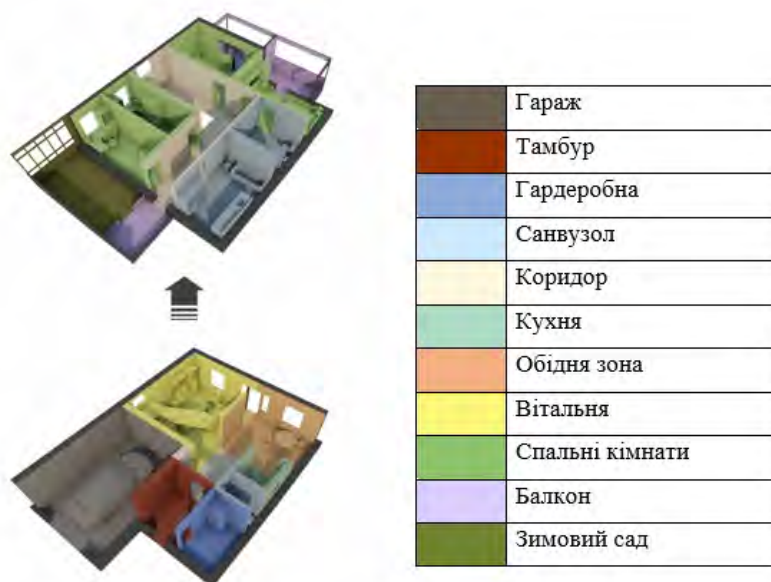 Гараж
Тамбур
Гардеробна
Санвузол
Коридор
Кухня
Обідня зона
Вітальня
Спальні кімнати
Балкон
Зимовий сад